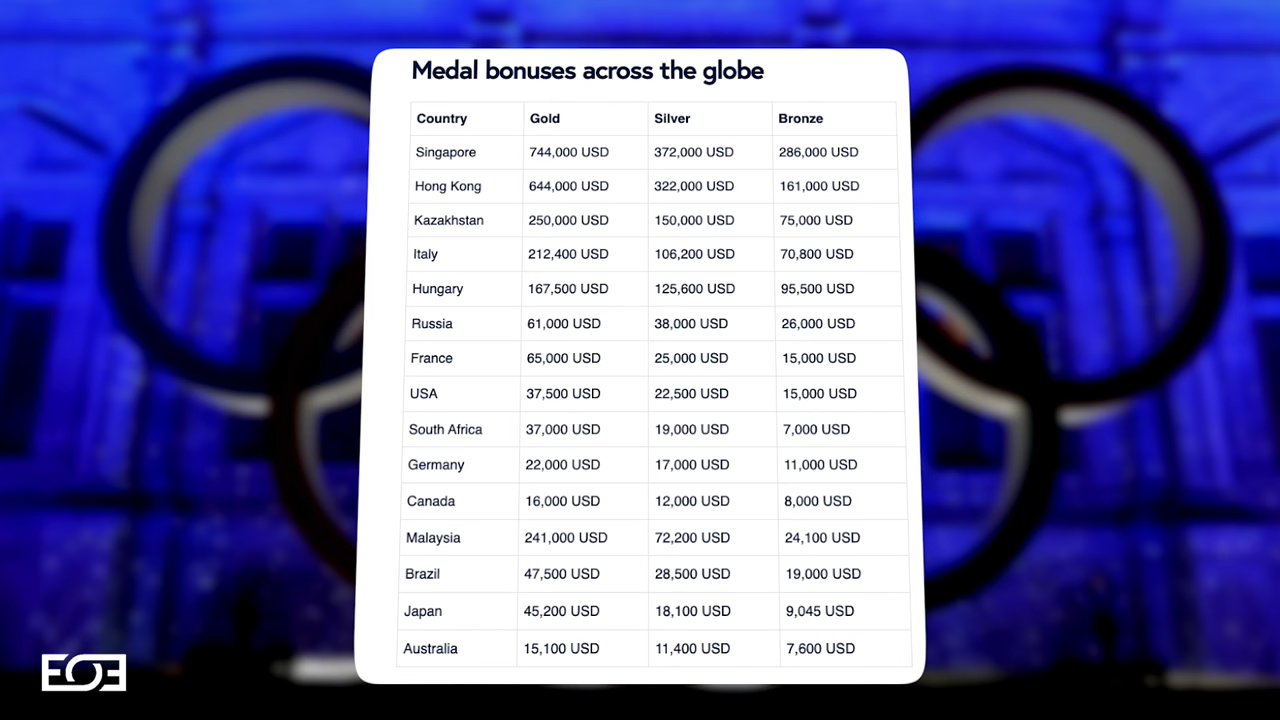 Medal bonuses across the globe
Country Gold Silver Bronze
Singapore 744,000 USD 372,000 USD 286,000 USD
Hong Kong 644,000 USD 322,000 USD 161,000 USD
Kazakhstan 250,000 USD 150,000 USD 75,000 USD
Italy 212,400 USD 106,200 USD 70,800 USD
Hungary 167,500 USD 125,600 USD 95,500 USD
Russia 61,000 USD 38,000 USD 26,000 USD
France 65,000 USD 25,000 USD 15,000 USD
USA 37,500 USD 22,500 USD 15,000 USD
South Africa 37,000 USD 19,000 USD 7,000 USD
Germany 22,000 USD 17,000 USD 11,000 USD
Canada 16,000 USD 12,000 USD 8,000 USD
Malaysia 241,000 USD 72,200 USD 24,100 USD
Brazil 47,500 USD 28,500 USD 19,000 USD
Japan 45,200 USD 18,100 USD 9,045 USD
Australia 15,100 USD 11,400 USD 7,600 USD